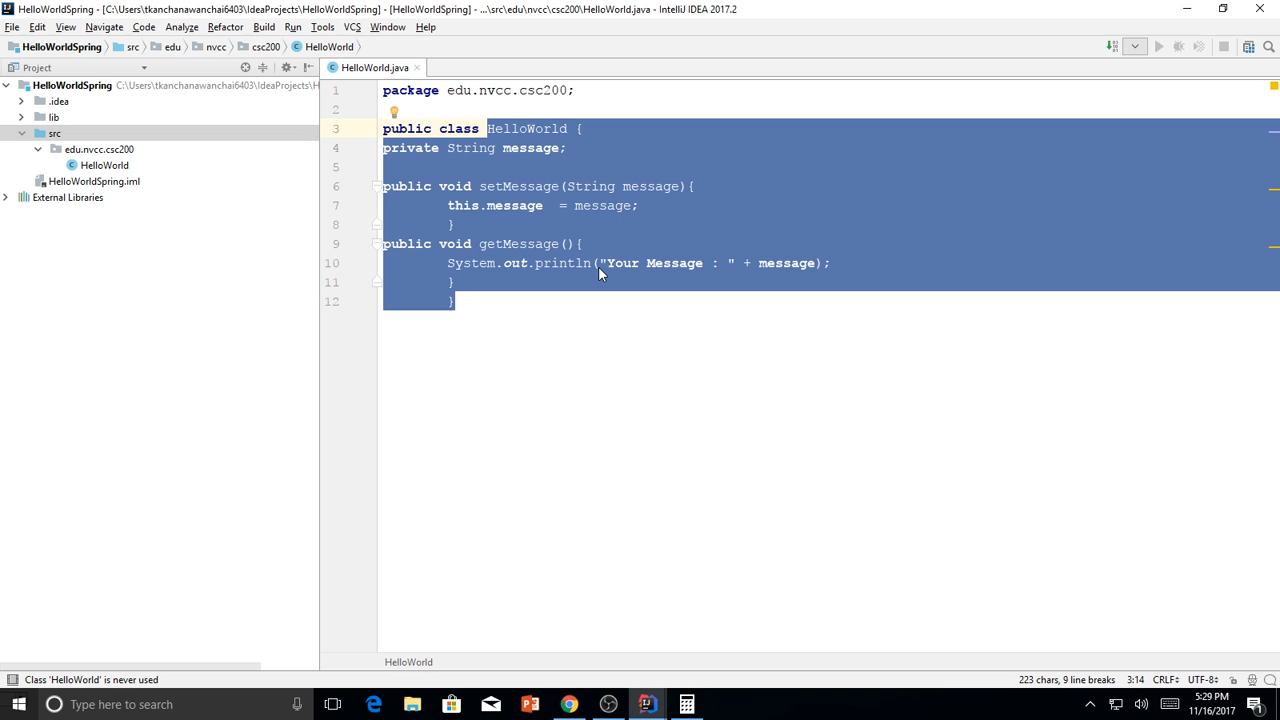 HelloWorldSpring - [C:\Users\tkanchanawanchai6403\IdeaProjects\HelloWorldSpring] - [HelloWorldSpring] - ...\src\edu\nvcc\csc200\HelloWorld.java - IntelliJ IDEA 2017.2
File Edit View Navigate Code Analyze Refactor Build Run Tools VCS Window Help
HelloWorldSpring src edu nvcc csc200 HelloWorld
Project
HelloWorld.java
HelloWorldSpring C:\Users\tkanchanawanchai6403\IdeaProjects\H
.idea
lib
src
edu.nvcc.csc200
HelloWorld
HelloWorldSpring.iml
External Libraries
1 package edu.nvcc.csc200;
2
3 public class HelloWorld {
4 private String message;
5
6 public void setMessage(String message){
7 this.message  = message;
8 }
9 public void getMessage(){
10 System.out.println("Your Message : " + message);
11 }
12 }
HelloWorld
Class 'HelloWorld' is never used 223 chars, 9 line breaks 3:14 CRLF÷ UTF-8÷
Type here to search
5:29 PM
11/16/2017
1